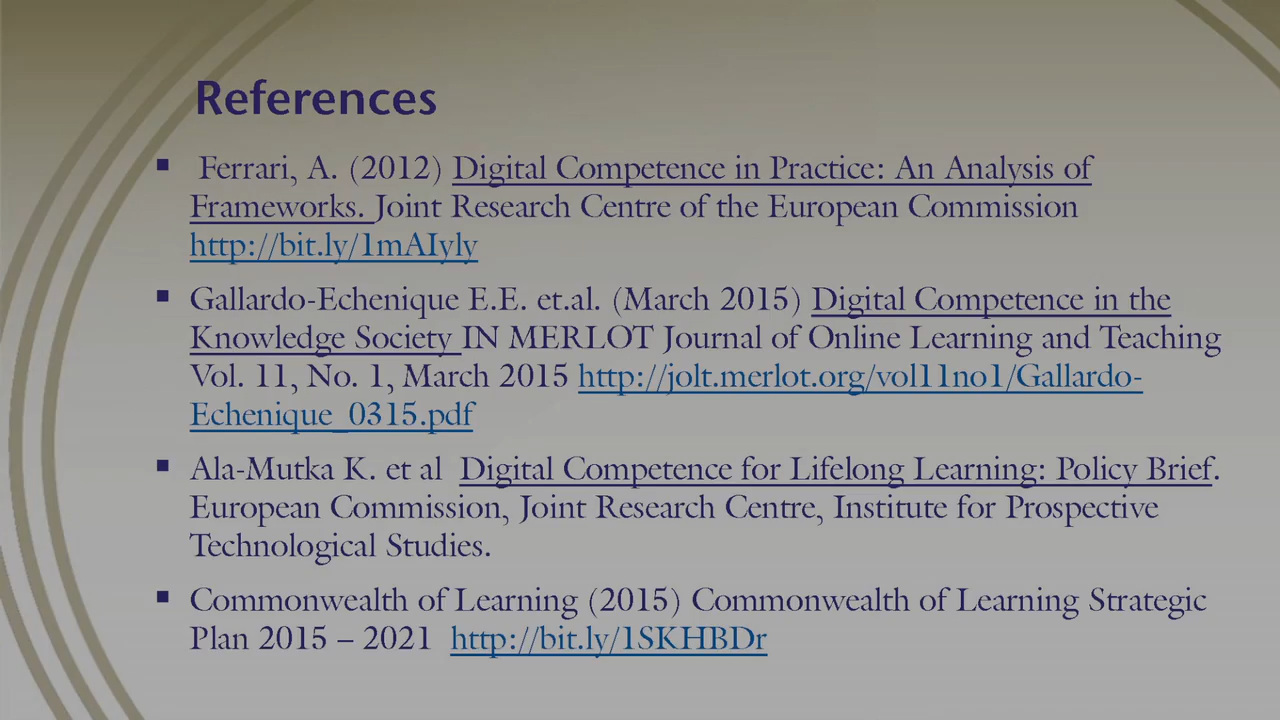 References
▪ Ferrari, A. (2012) Digital Competence in Practice: An Analysis of
Frameworks. Joint Research Centre of the European Commission
http://bit.ly/1mAIyly
▪ Gallardo-Echenique E.E. et.al. (March 2015) Digital Competence in the
Knowledge Society IN MERLOT Journal of Online Learning and Teaching
Vol. 11, No. 1, March 2015 http://jolt.merlot.org/vol11no1/Gallardo-
Echenique_0315.pdf
▪ Ala-Mutka K. et al Digital Competence for Lifelong Learning: Policy Brief.
European Commission, Joint Research Centre, Institute for Prospective
Technological Studies.
▪ Commonwealth of Learning (2015) Commonwealth of Learning Strategic
Plan 2015 – 2021 http://bit.ly/1SKHBDr